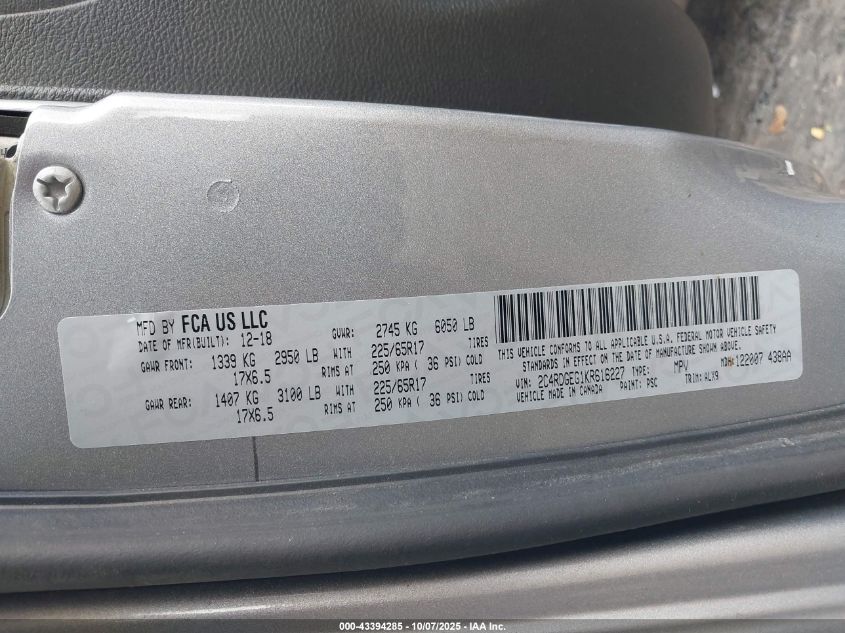 MFD BY FCA US LLC
DATE OF MFR(BUILT): 12-18 GVWR: 2745 KG 6050 LB
GAWR FRONT: 1339 KG 2950 LB WITH 225/65R17 TIRES
17X6.5 RIMS AT 250 KPA ( 36 PSI) COLD
GAWR REAR: 1407 KG 3100 LB WITH 225/65R17 TIRES
17X6.5 RIMS AT 250 KPA ( 36 PSI) COLD
THIS VEHICLE CONFORMS TO ALL APPLICABLE U.S.A. FEDERAL MOTOR VEHICLE SAFETY
STANDARDS IN EFFECT ON THE DATE OF MANUFACTURE SHOWN ABOVE.
VIN: 2C4RDGEG1KR616227 TYPE: MPV MDH: 122007 438AA
VEHICLE MADE IN CANADA PAINT: PSC TRIM: ALX9
000-43394285 - 10/07/2025 - IAA Inc.